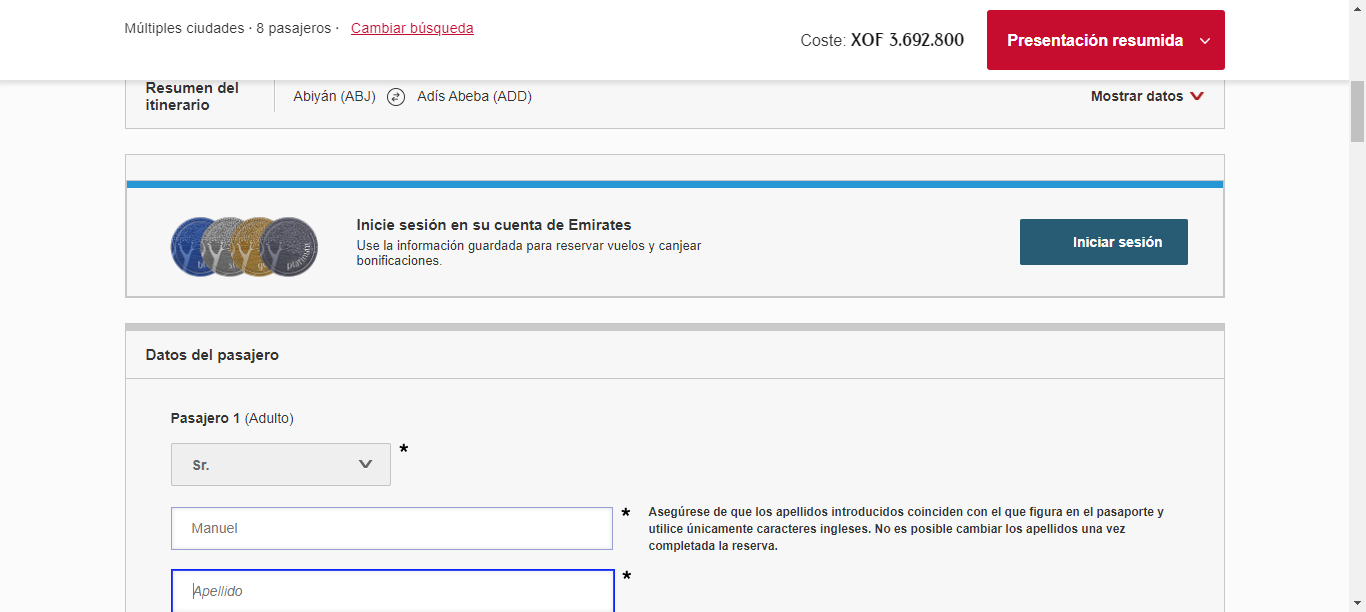 Múltiples ciudades · 8 pasajeros · Cambiar búsqueda
Coste: XOF 3.692.800
Presentación resumida
Resumen del
itinerario
Abiyán (ABJ) Adís Abeba (ADD)
Mostrar datos
Inicie sesión en su cuenta de Emirates
Use la información guardada para reservar vuelos y canjear
bonificaciones.
Iniciar sesión
platinum
Datos del pasajero
Pasajero 1 (Adulto)
Sr.
*
Manuel
*
Asegúrese de que los apellidos introducidos coinciden con el que figura en el pasaporte y
utilice únicamente caracteres ingleses. No es posible cambiar los apellidos una vez
completada la reserva.
Apellido
*